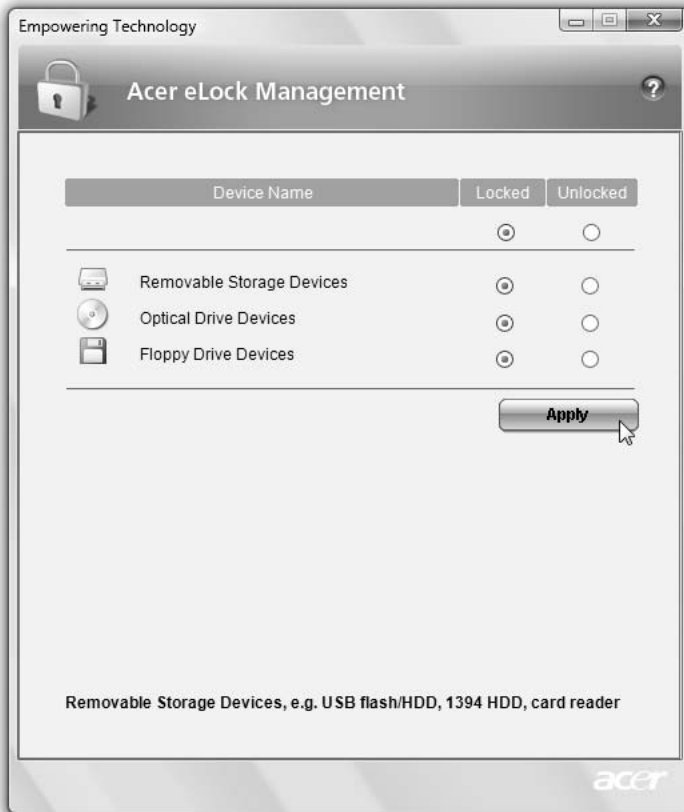 Empowering Technology
Acer eLock Management
?
Device Name Locked Unlocked
Removable Storage Devices
Optical Drive Devices
Floppy Drive Devices
Apply
Removable Storage Devices, e.g. USB flash/HDD, 1394 HDD, card reader
acer